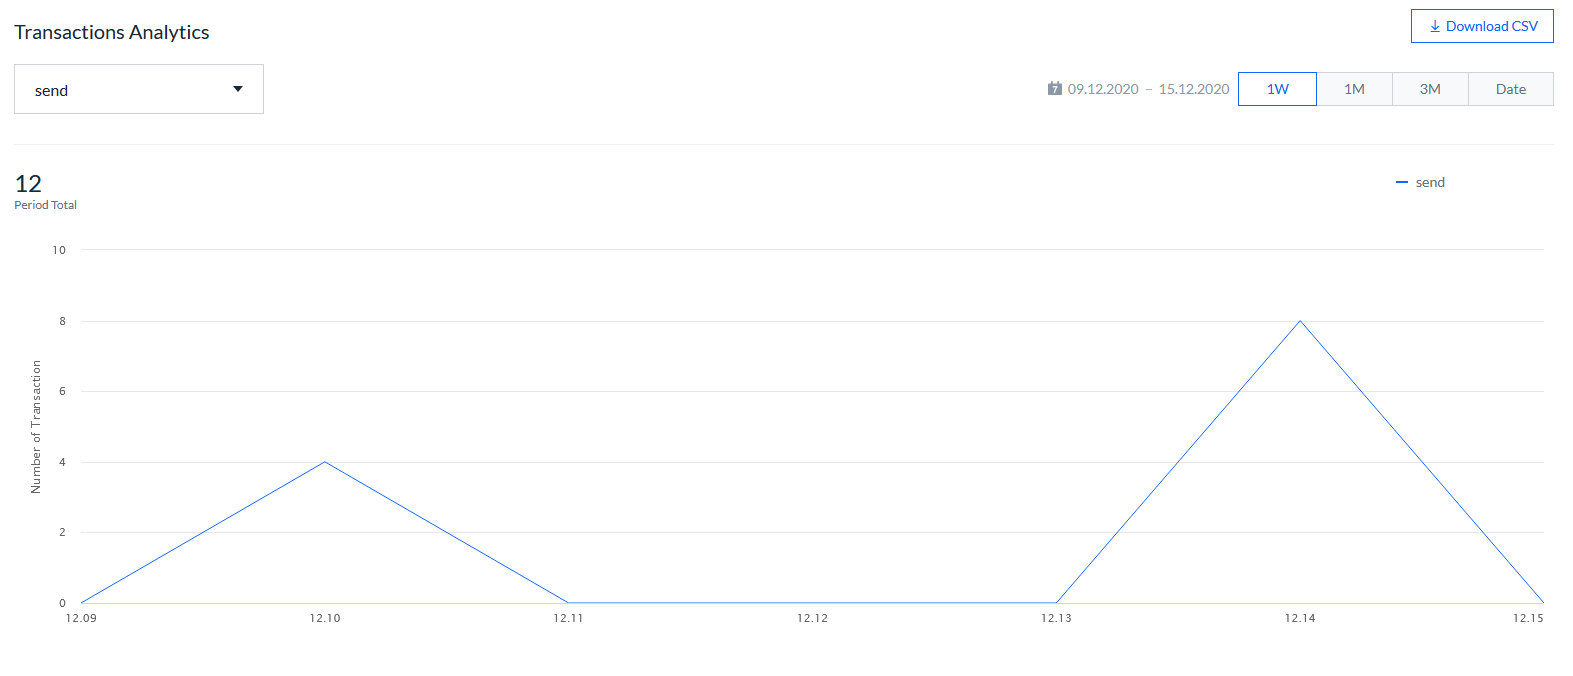 Transactions Analytics
Download CSV
send
7 09.12.2020 – 15.12.2020 1W 1M 3M Date
12
Period Total
send
Number of Transaction
10
8
6
4
2
0
12.09 12.10 12.11 12.12 12.13 12.14 12.15